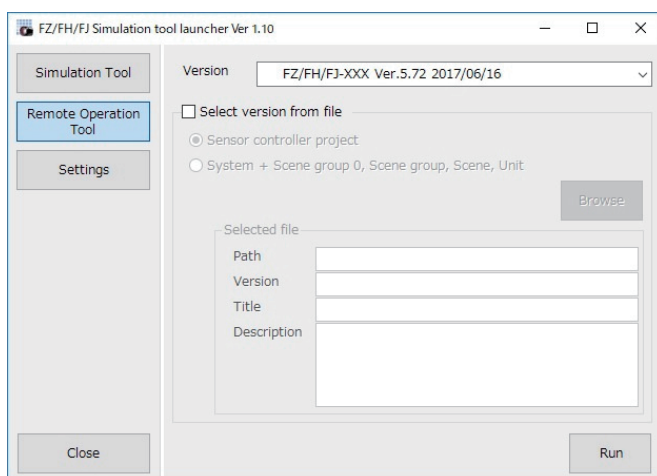 FZ/FH/FJ Simulation tool launcher Ver 1.10
Simulation Tool
Remote Operation
Tool
Settings
Close
Version
FZ/FH/FJ-XXX Ver.5.72 2017/06/16
Select version from file
Sensor controller project
System + Scene group 0, Scene group, Scene, Unit
Browse
Selected file
Path
Version
Title
Description
Run